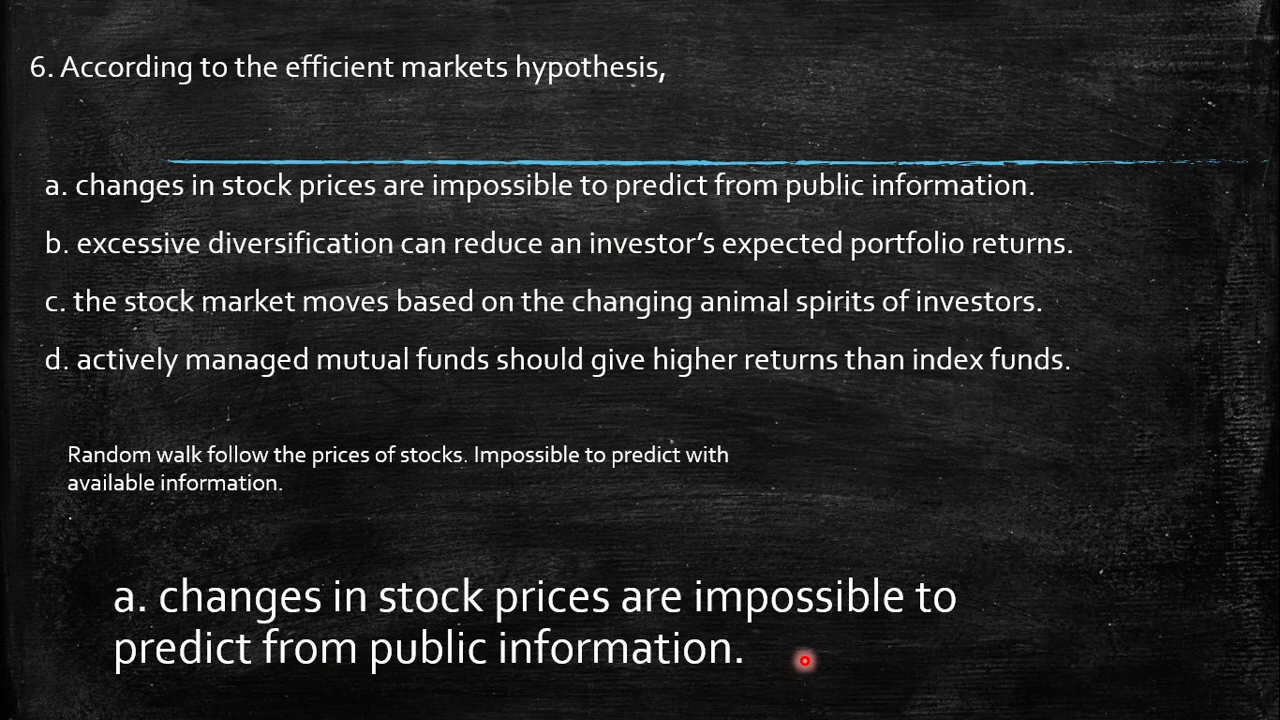 6. According to the efficient markets hypothesis,
a. changes in stock prices are impossible to predict from public information.
b. excessive diversification can reduce an investor’s expected portfolio returns.
c. the stock market moves based on the changing animal spirits of investors.
d. actively managed mutual funds should give higher returns than index funds.
Random walk follow the prices of stocks. Impossible to predict with
available information.
a. changes in stock prices are impossible to
predict from public information.